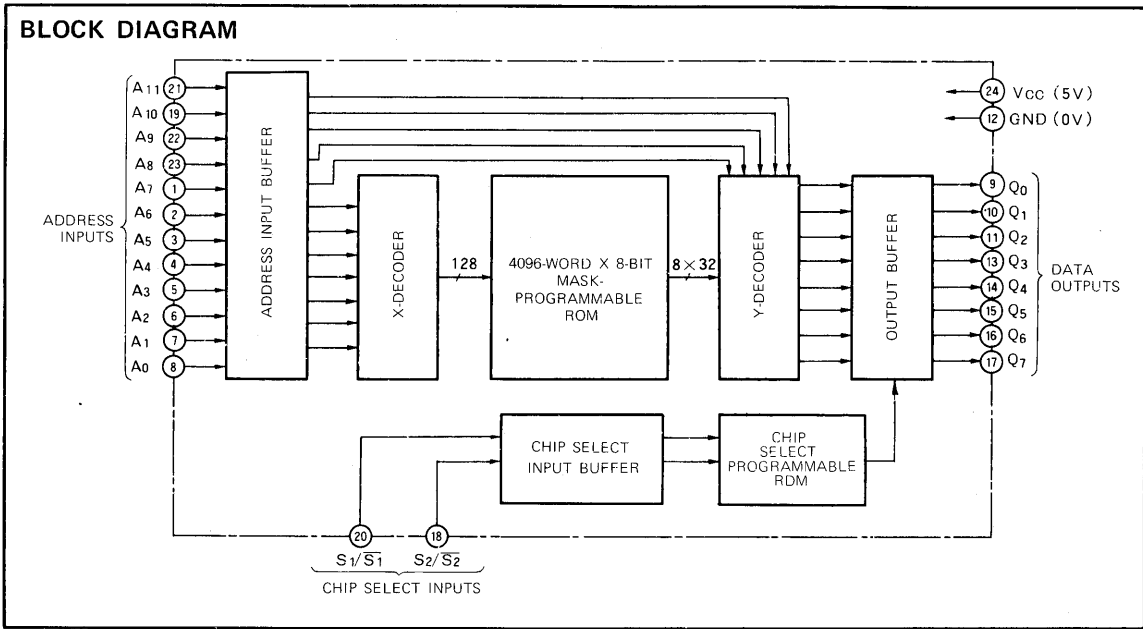 BLOCK DIAGRAM
ADDRESS INPUTS
A11 21
A10 19
A9 22
A8 23
A7 1
A6 2
A5 3
A4 4
A3 5
A2 6
A1 7
A0 8
ADDRESS INPUT BUFFER
X-DECODER
128
4096-WORD X 8-BIT
MASK-
PROGRAMMABLE
ROM
8×32
Y-DECODER
OUTPUT BUFFER
24 VCC (5V)
12 GND (0V)
9 Q0
10 Q1
11 Q2
13 Q3
14 Q4
15 Q5
16 Q6
17 Q7
DATA
OUTPUTS
CHIP SELECT
INPUT BUFFER
CHIP
SELECT
PROGRAMMABLE
RDM
20 18
S1/S̅1̅ S2/S̅2̅
CHIP SELECT INPUTS